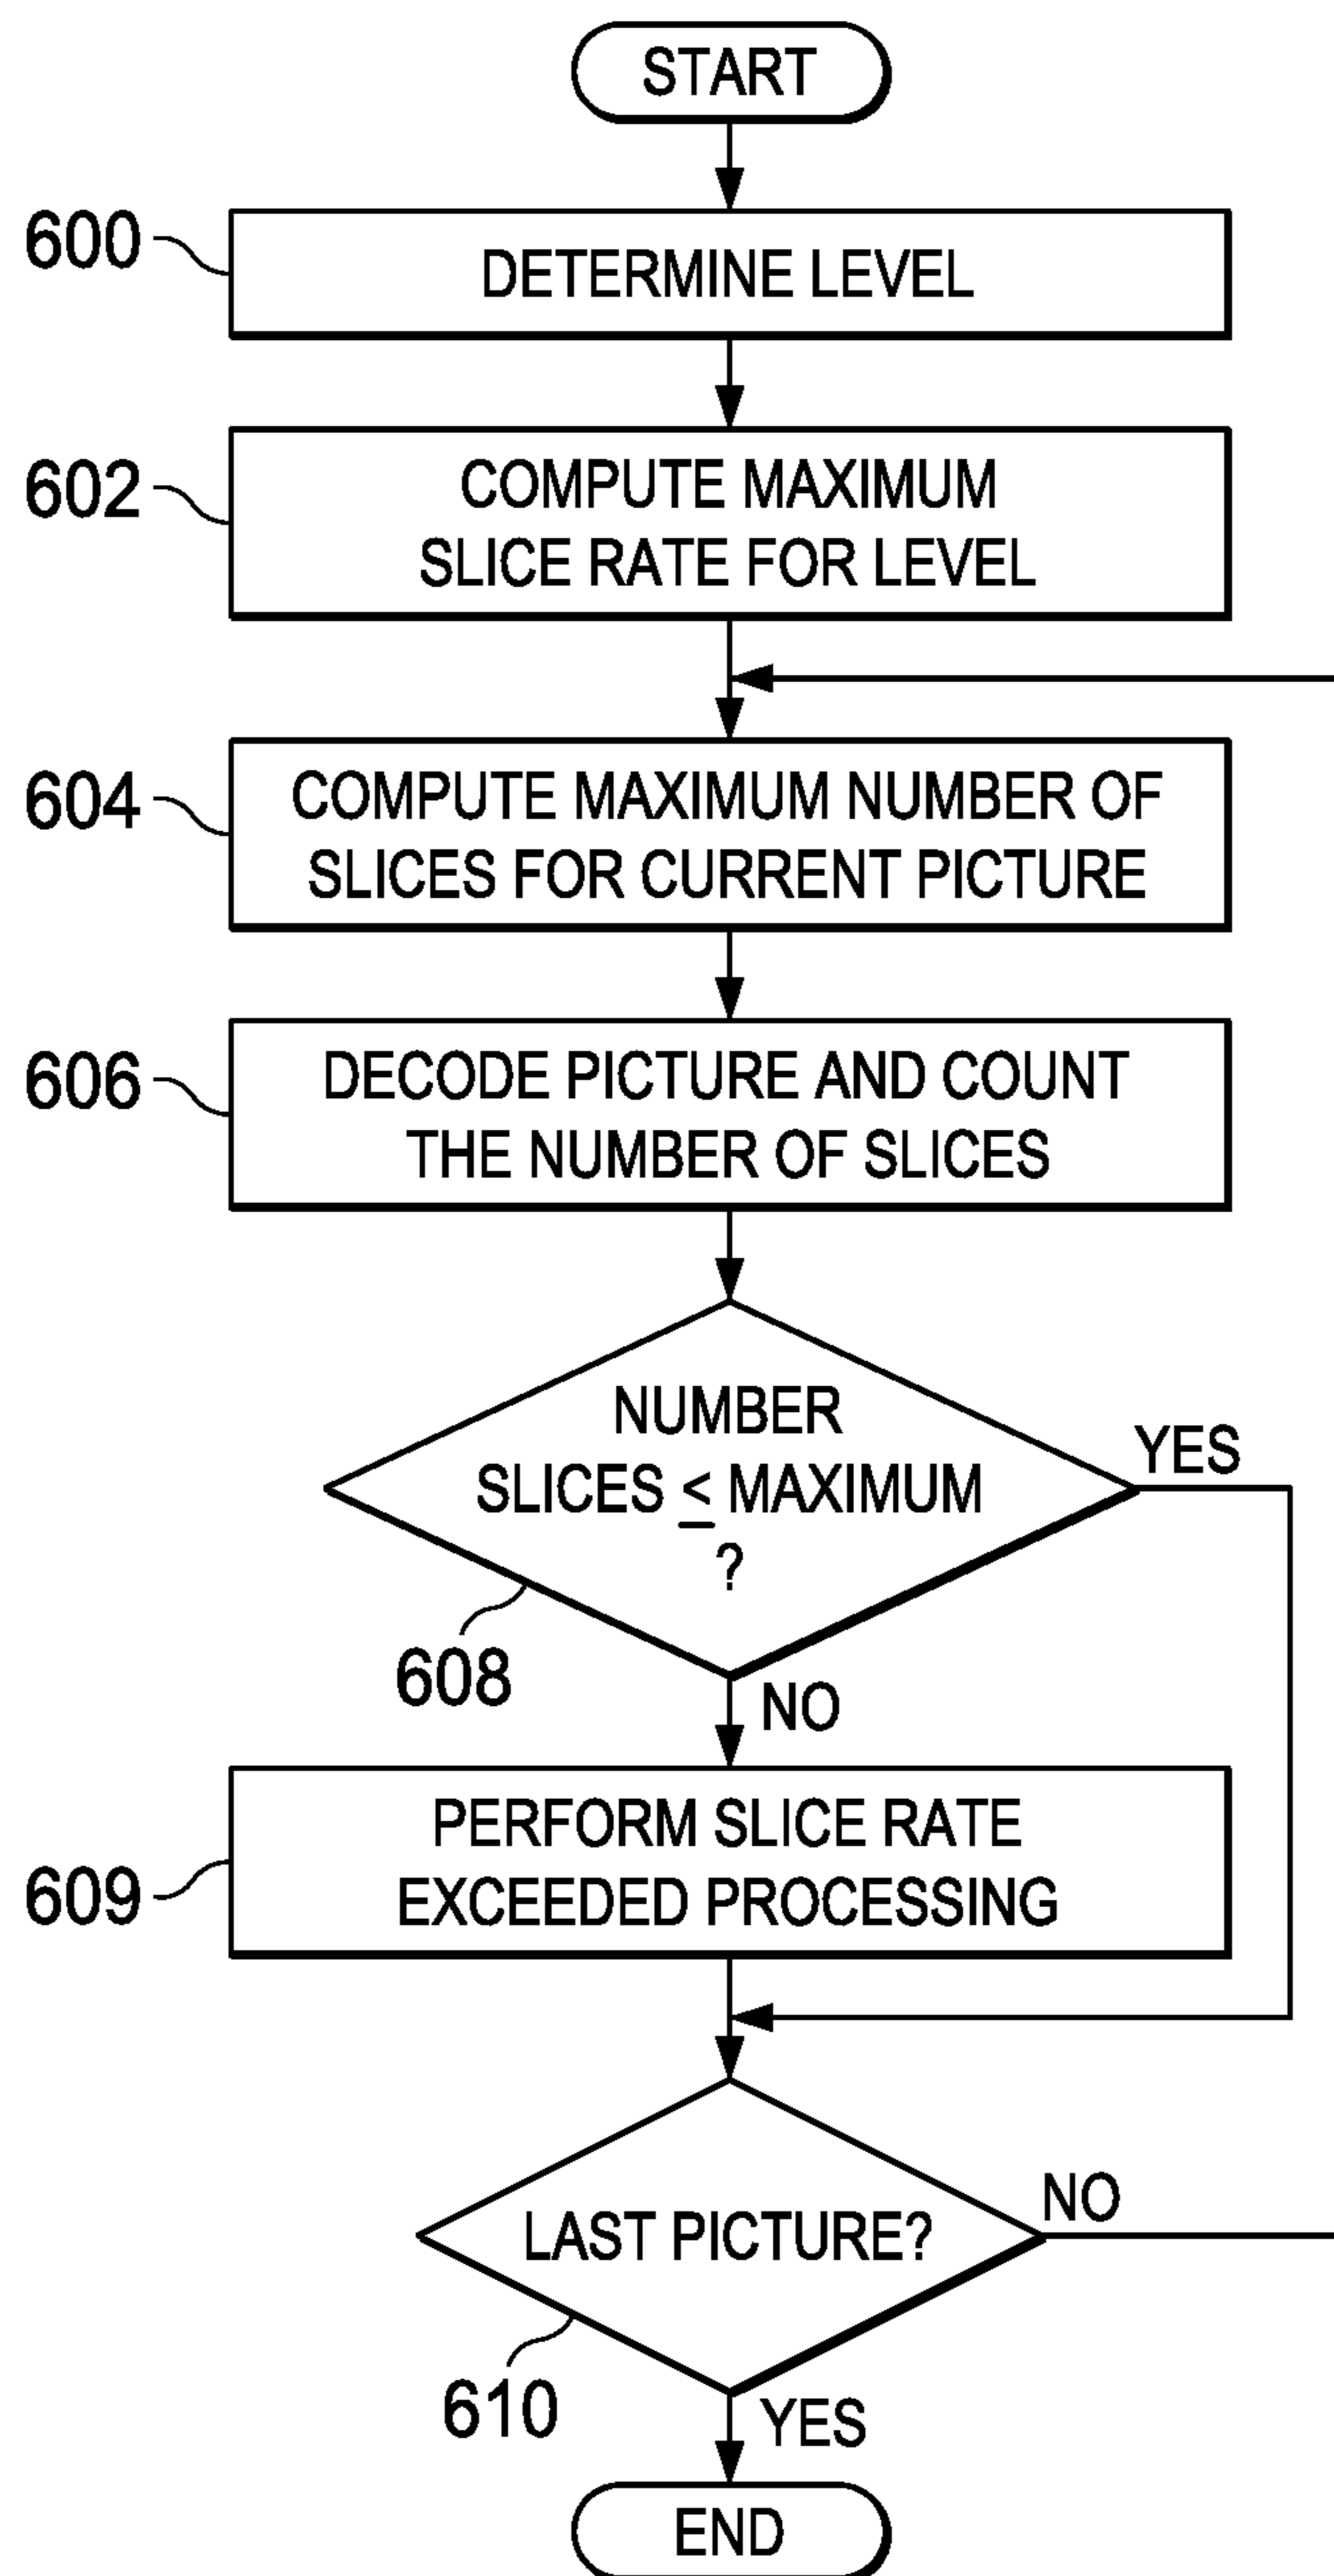 START
600
DETERMINE LEVEL
602
COMPUTE MAXIMUM
SLICE RATE FOR LEVEL
604
COMPUTE MAXIMUM NUMBER OF
SLICES FOR CURRENT PICTURE
606
DECODE PICTURE AND COUNT
THE NUMBER OF SLICES
NUMBER
SLICES ≤ MAXIMUM
?
YES
608
NO
609
PERFORM SLICE RATE
EXCEEDED PROCESSING
LAST PICTURE?
NO
610
YES
END